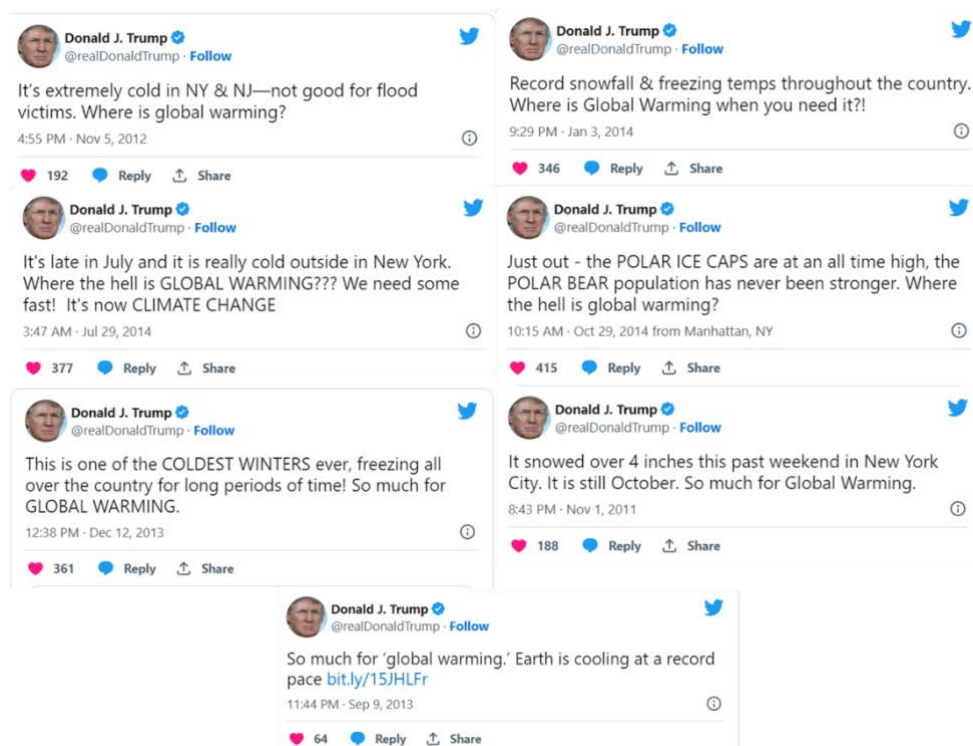 Donald J. Trump
@realDonaldTrump · Follow
It's extremely cold in NY & NJ—not good for flood
victims. Where is global warming?
4:55 PM · Nov 5, 2012
192 Reply Share
Donald J. Trump
@realDonaldTrump · Follow
Record snowfall & freezing temps throughout the country.
Where is Global Warming when you need it?!
9:29 PM · Jan 3, 2014
346 Reply Share
Donald J. Trump
@realDonaldTrump · Follow
It's late in July and it is really cold outside in New York.
Where the hell is GLOBAL WARMING??? We need some
fast! It's now CLIMATE CHANGE
3:47 AM · Jul 29, 2014
377 Reply Share
Donald J. Trump
@realDonaldTrump · Follow
Just out - the POLAR ICE CAPS are at an all time high, the
POLAR BEAR population has never been stronger. Where
the hell is global warming?
10:15 AM · Oct 29, 2014 from Manhattan, NY
415 Reply Share
Donald J. Trump
@realDonaldTrump · Follow
This is one of the COLDEST WINTERS ever, freezing all
over the country for long periods of time! So much for
GLOBAL WARMING.
12:38 PM · Dec 12, 2013
361 Reply Share
Donald J. Trump
@realDonaldTrump · Follow
It snowed over 4 inches this past weekend in New York
City. It is still October. So much for Global Warming.
8:43 PM · Nov 1, 2011
188 Reply Share
Donald J. Trump
@realDonaldTrump · Follow
So much for 'global warming.' Earth is cooling at a record
pace bit.ly/15JHLFr
11:44 PM · Sep 9, 2013
64 Reply Share